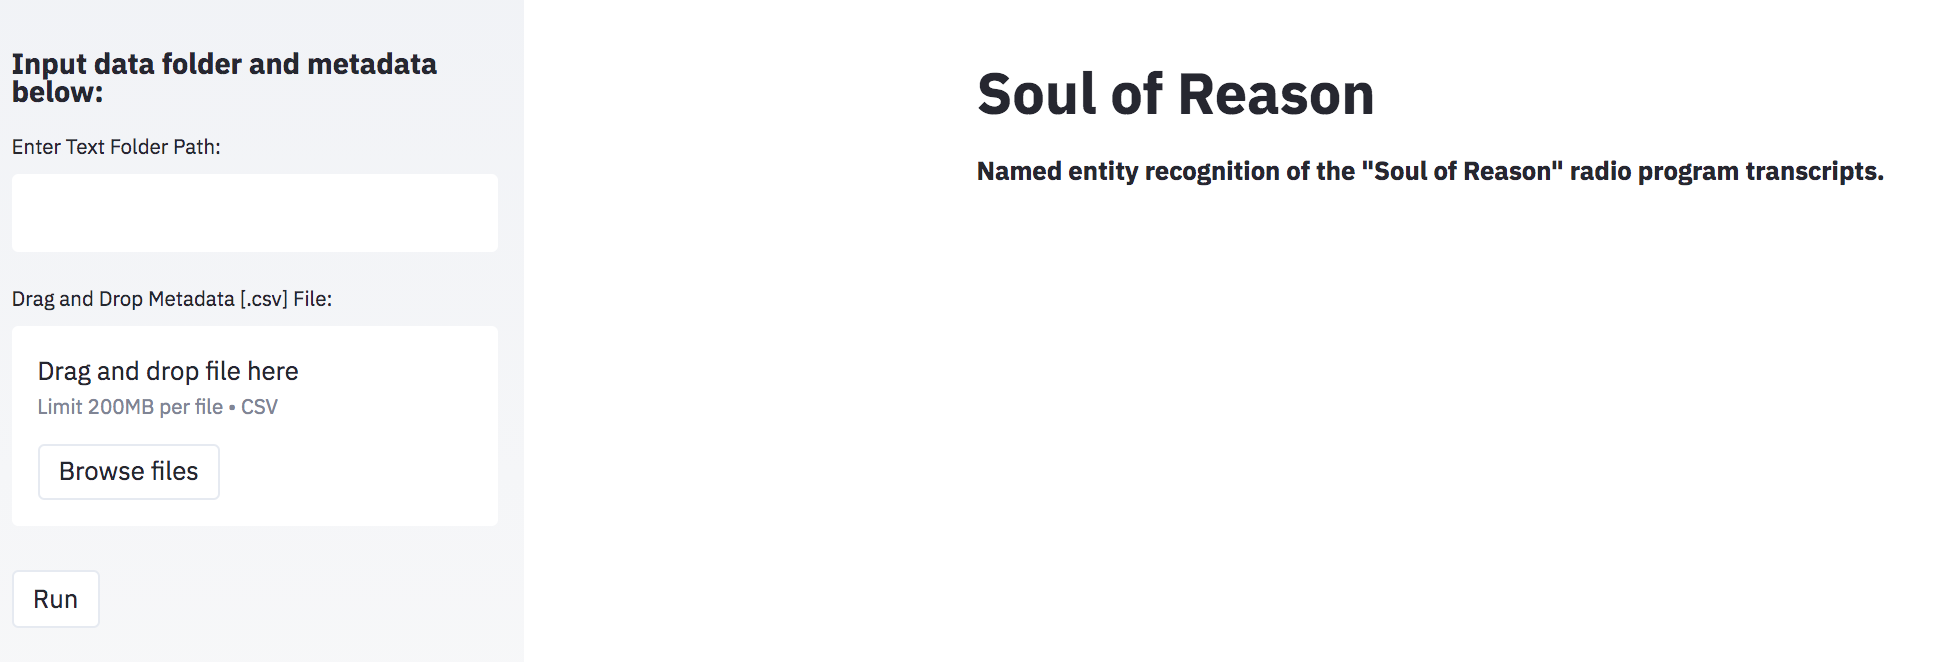 Input data folder and metadata
below:
Enter Text Folder Path:
Drag and Drop Metadata [.csv] File:
Drag and drop file here
Limit 200MB per file • CSV
Browse files
Run
Soul of Reason
Named entity recognition of the "Soul of Reason" radio program transcripts.